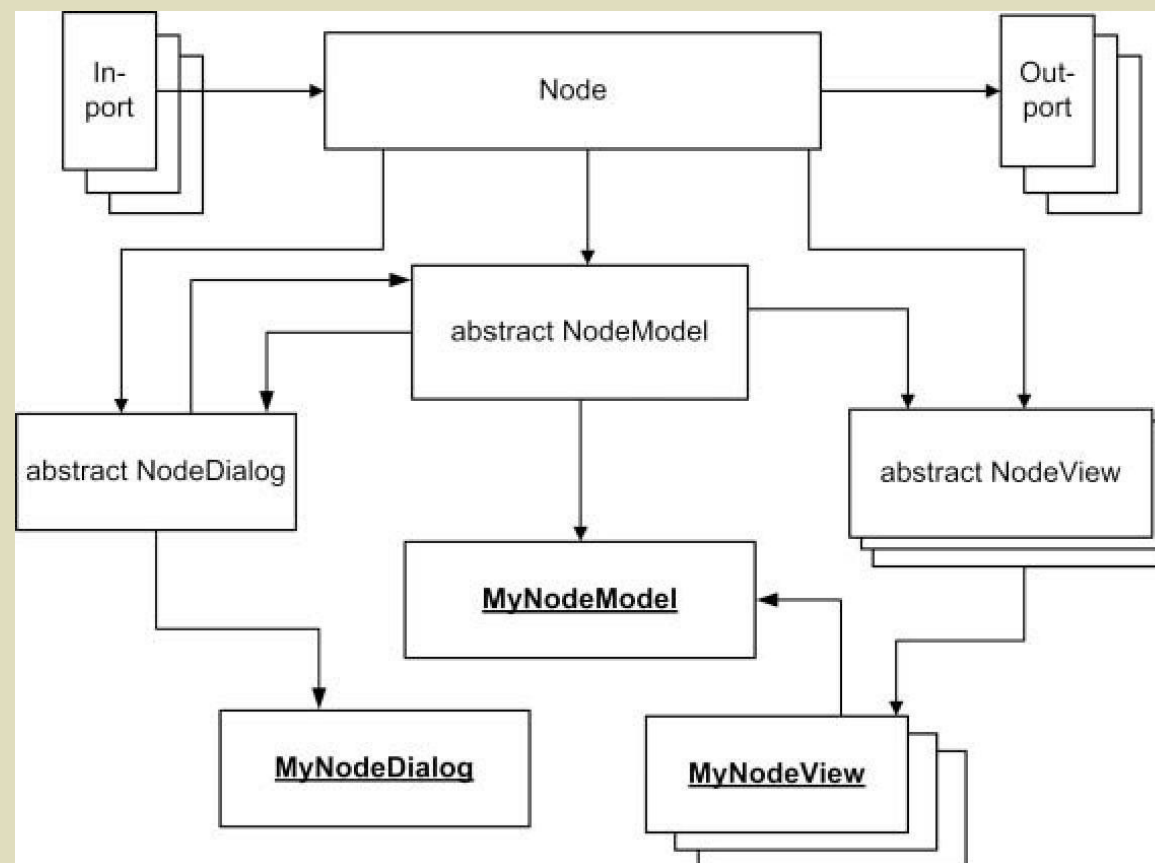 In-
port
Node
Out-
port
abstract NodeModel
abstract NodeDialog
abstract NodeView
MyNodeModel
MyNodeDialog
MyNodeView